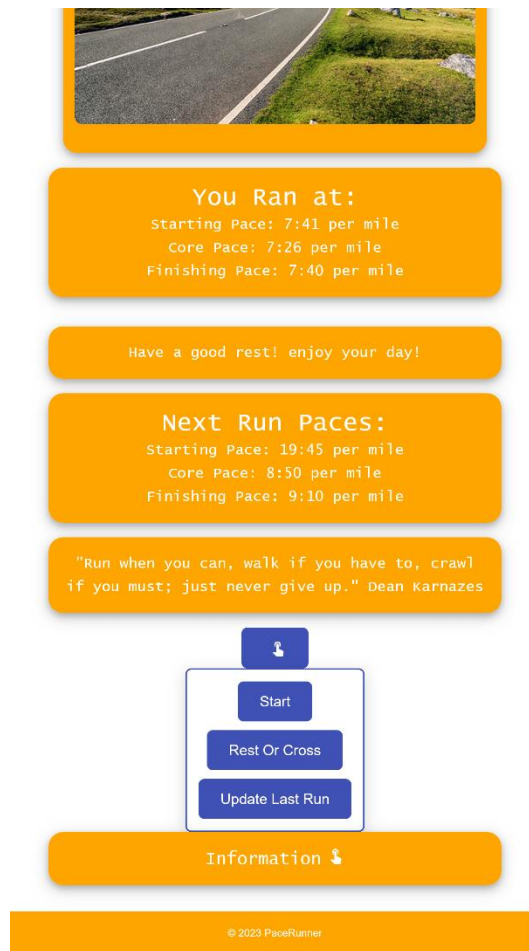 You Ran at:
Starting Pace: 7:41 per mile
Core Pace: 7:26 per mile
Finishing Pace: 7:40 per mile
Have a good rest! enjoy your day!
Next Run Paces:
Starting Pace: 19:45 per mile
Core Pace: 8:50 per mile
Finishing Pace: 9:10 per mile
"Run when you can, walk if you have to, crawl
if you must; just never give up." Dean Karnazes
Start
Rest Or Cross
Update Last Run
Information
© 2023 PaceRunner